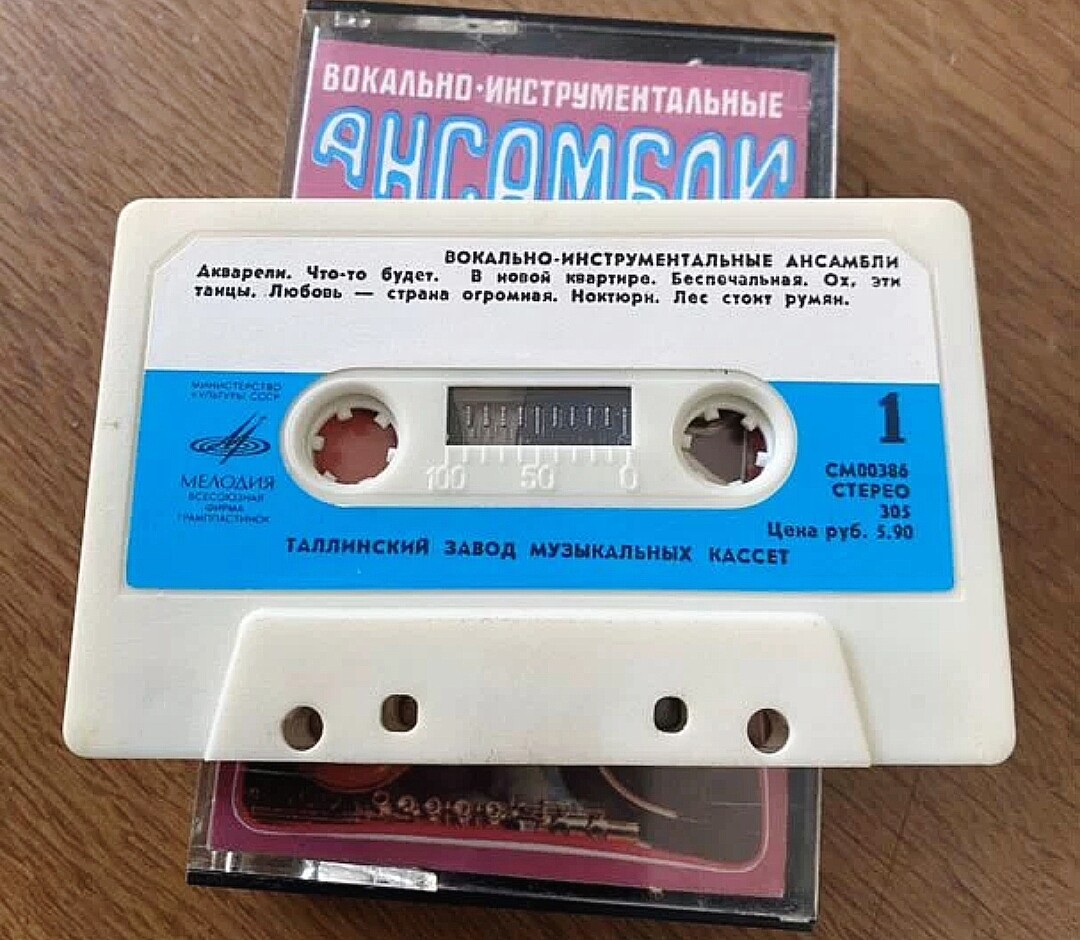 ВОКАЛЬНО-ИНСТРУМЕНТАЛЬНЫЕ
АНСАМБЛИ
ВОКАЛЬНО-ИНСТРУМЕНТАЛЬНЫЕ АНСАМБЛИ
Акварели. Что-то будет. В новой квартире. Беспечальная. Ох, эти
танцы. Любовь — страна огромная. Ноктюрн. Лес стоит румян.
МИНИСТЕРСТВО
КУЛЬТУРЫ СССР
МЕЛОДИЯ
ВСЕСОЮЗНАЯ
ФИРМА
ГРАМПЛАСТИНОК
100 50 0
1
СМ00386
СТЕРЕО
305
Цена руб. 5.90
ТАЛЛИНСКИЙ ЗАВОД МУЗЫКАЛЬНЫХ КАССЕТ